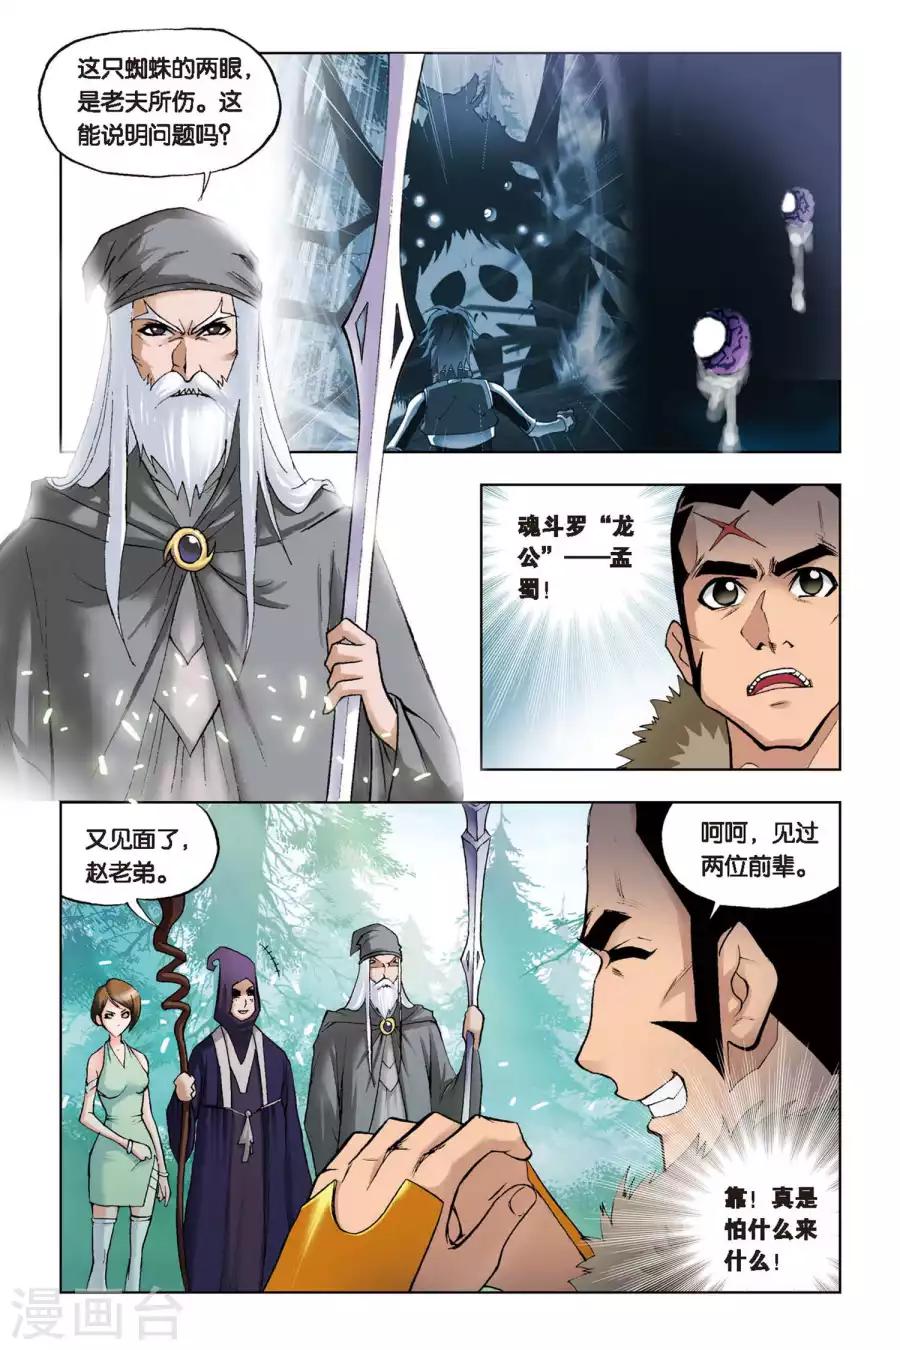 这只蜘蛛的两眼，
是老夫所伤。这
能说明问题吗？
魂斗罗“龙
公”——孟
蜀！
又见面了，
赵老弟。
呵呵，见过
两位前辈。
靠！真是
怕什么来
什么！
漫画台